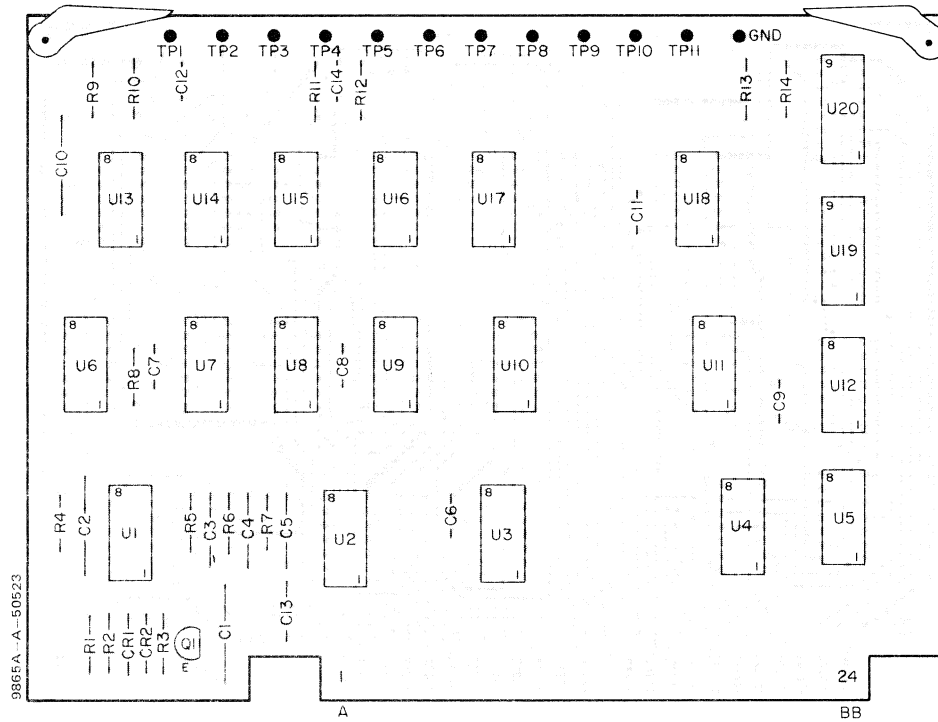 GND
TP1 TP2 TP3 TP4 TP5 TP6 TP7 TP8 TP9 TP10 TP11
R9 R10 C12 R11 C14 R12 R13 R14
9 U20 1
C10
8 U13 1
8 U14 1
8 U15 1
8 U16 1
8 U17 1
C11
8 U18 1
9 U19 1
8 U6 1
R8 C7
8 U7 1
8 U8 1
C8
8 U9 1
8 U10 1
8 U11 1
C9
8 U12 1
R4 C2
8 U1 1
R5 C3 R6 C4 R7 C5
8 U2 1
C6
8 U3 1
8 U4 1
8 U5 1
R1 R2 CR1 CR2 R3
Q1
E
C1 C13
1 24
A BB
9865A-A-50523